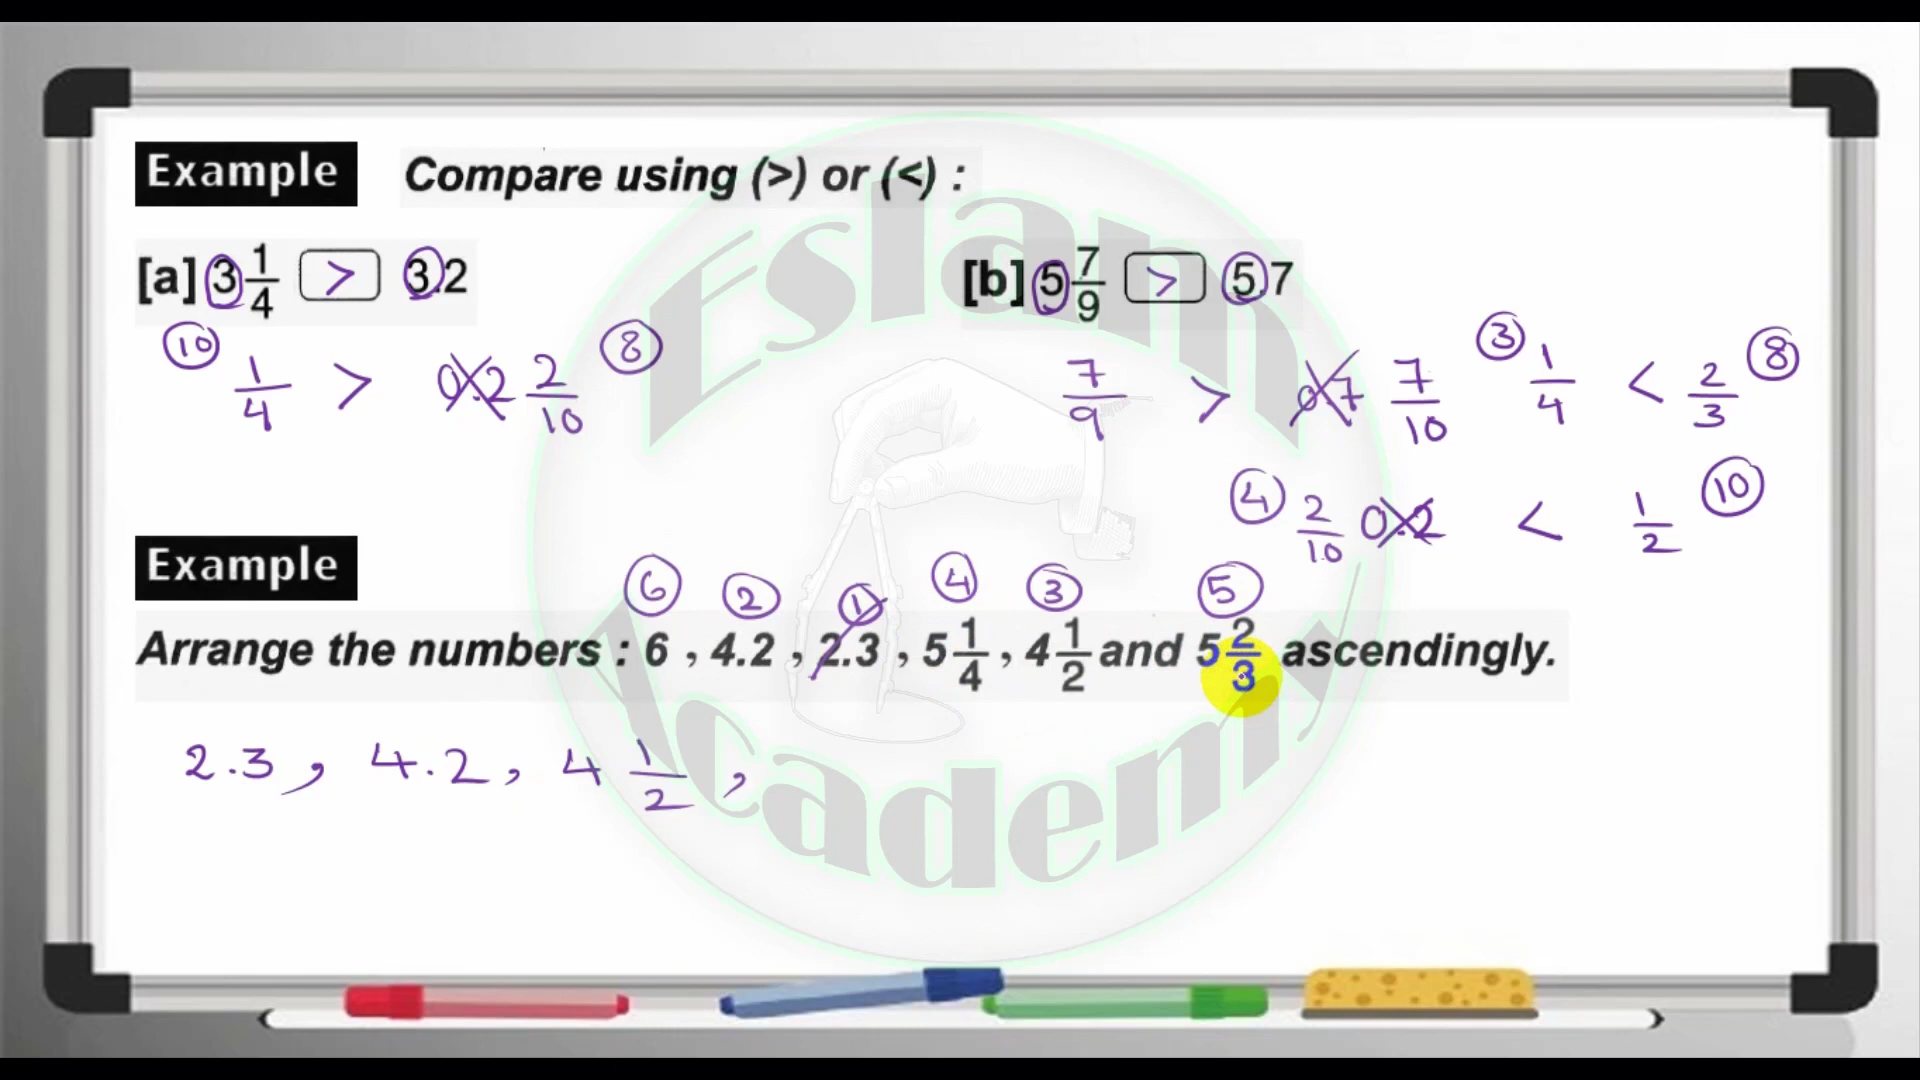 Example Compare using (>) or (<) :
[a] 3 1/4 > 3.2 [b] 5 7/9 > 5.7
10 1/4 > 0.2 2/10 8 7/9 > 0.7 7/10 3 1/4 < 2/3 8
4 2/10 0.2 < 1/2 10
Example
6 2 1 4 3 5
Arrange the numbers : 6 , 4.2 , 2.3 , 5 1/4 , 4 1/2 and 5 2/3 ascendingly.
2.3 , 4.2 , 4 1/2 ,
Eslam
Academy